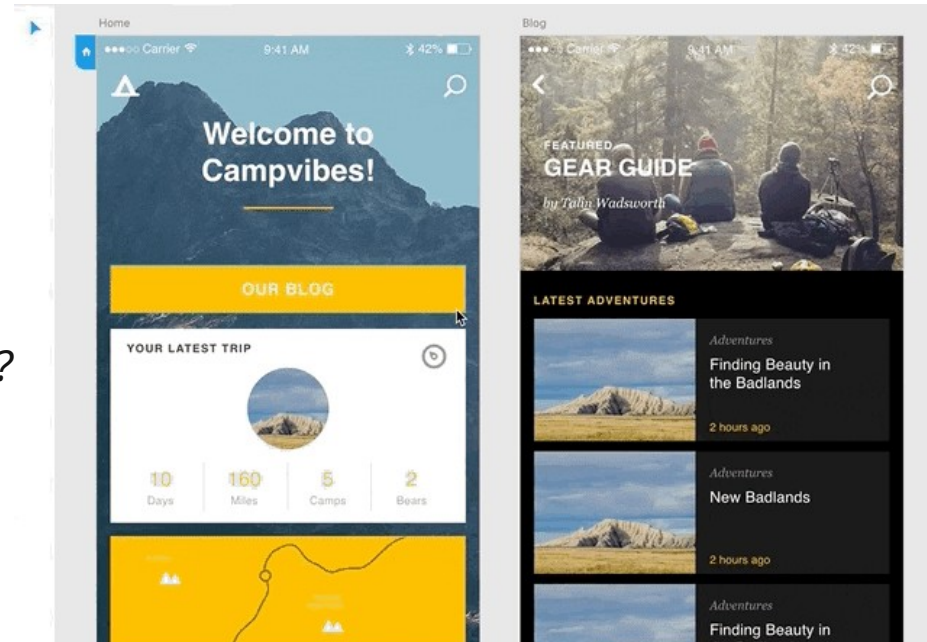 ?
Home
Carrier
9:41 AM
42%
Welcome to
Campvibes!
OUR BLOG
YOUR LATEST TRIP
10
Days
160
Miles
5
Camps
2
Bears
Blog
Carrier
9:41 AM
42%
FEATURED
GEAR GUIDE
by Talin Wadsworth
LATEST ADVENTURES
Adventures
Finding Beauty in
the Badlands
2 hours ago
Adventures
New Badlands
2 hours ago
Adventures
Finding Beauty in